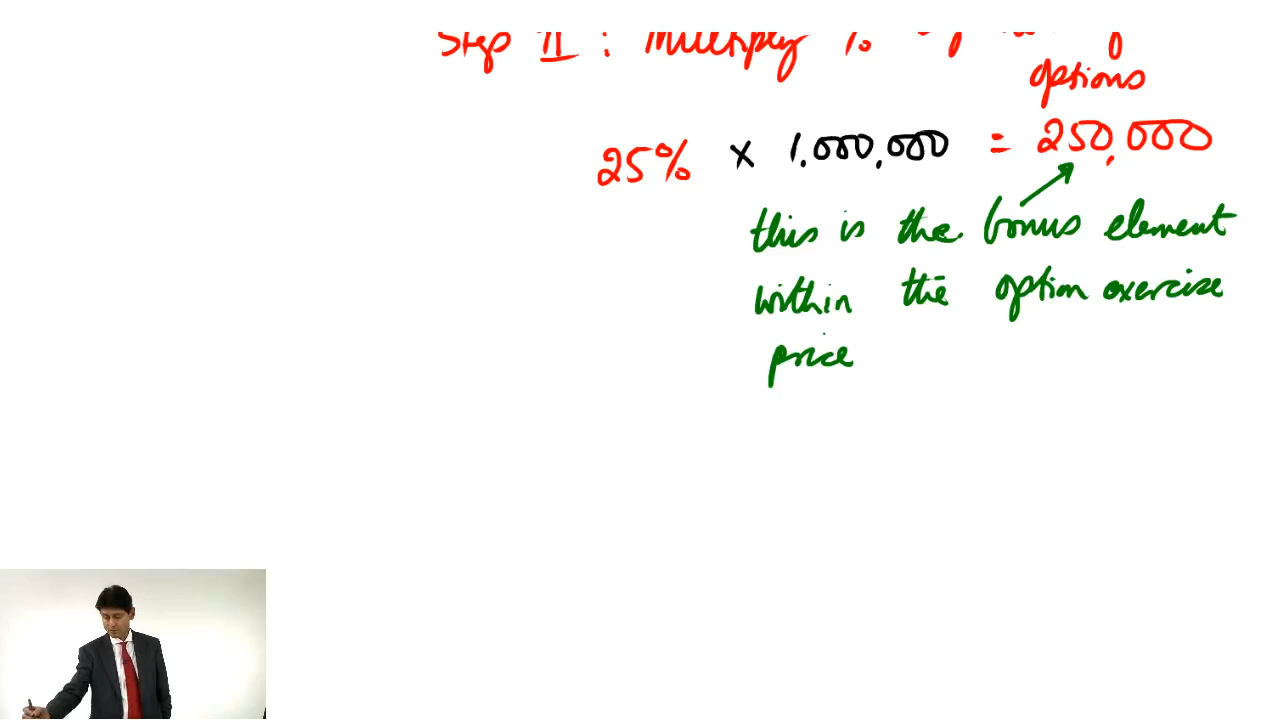 Step II : Multiply % by
options
25% x 1.000,000 = 250,000
this is the bonus element
within the option exercise
price